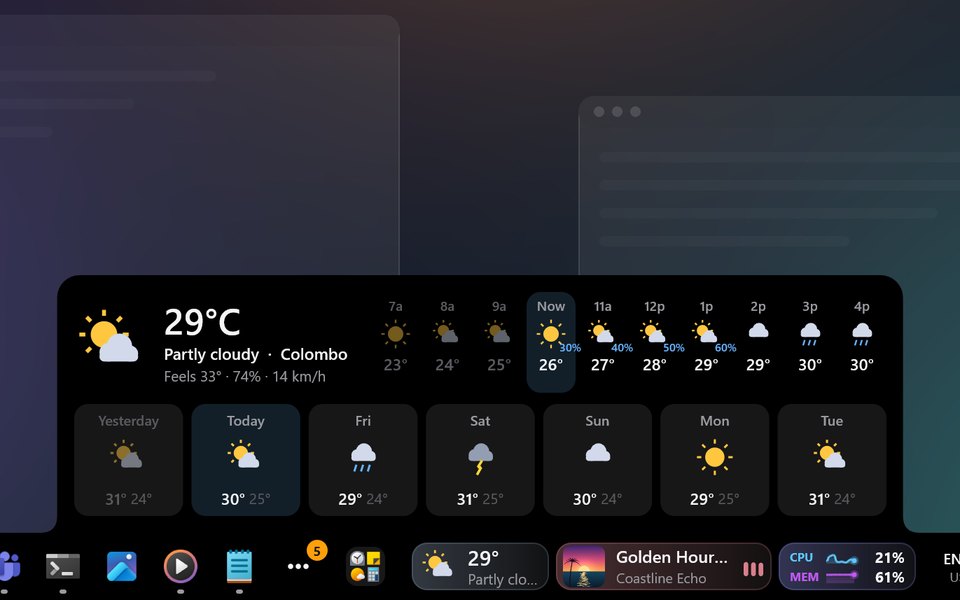 29°C
Partly cloudy · Colombo
Feels 33° · 74% · 14 km/h
7a 8a 9a Now 11a 12p 1p 2p 3p 4p
30% 40% 50% 60%
23° 24° 25° 26° 27° 28° 29° 29° 30° 30°
Yesterday Today Fri Sat Sun Mon Tue
31° 24° 30° 25° 29° 24° 31° 25° 30° 24° 29° 25° 31° 24°
5
29°
Partly clo...
Golden Hour...
Coastline Echo
CPU 21%
MEM 61%
EN
US